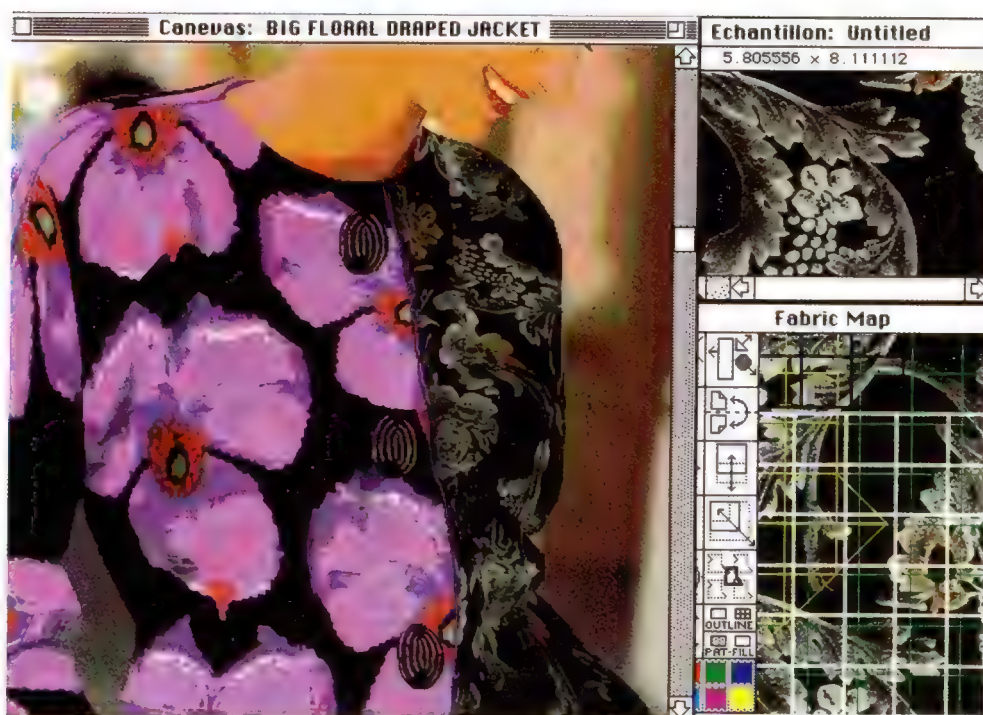 Canevas: BIG FLORAL DRAPED JACKET
Echantillon: Untitled
5.805556 × 8.111112
Fabric Map
OUTLINE
PAT-FILL